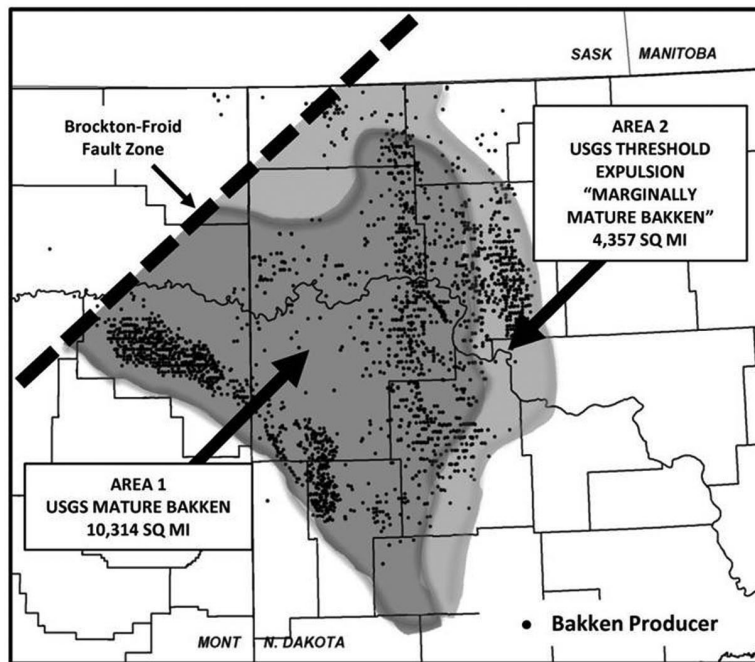 SASK
MANITOBA
Brockton-Froid
Fault Zone
AREA 2
USGS THRESHOLD
EXPULSION
“MARGINALLY
MATURE BAKKEN”
4,357 SQ MI
AREA 1
USGS MATURE BAKKEN
10,314 SQ MI
• Bakken Producer
MONT
N. DAKOTA